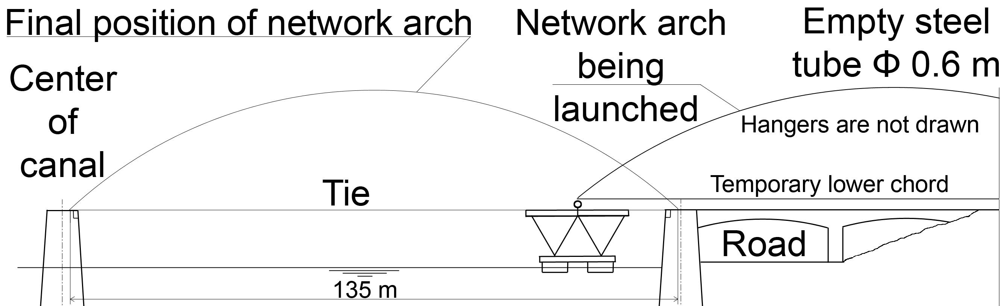 Final position of network arch
Network arch
being
launched
Empty steel
tube Φ 0.6 m
Center
of
canal
Hangers are not drawn
Temporary lower chord
Tie
Road
135 m